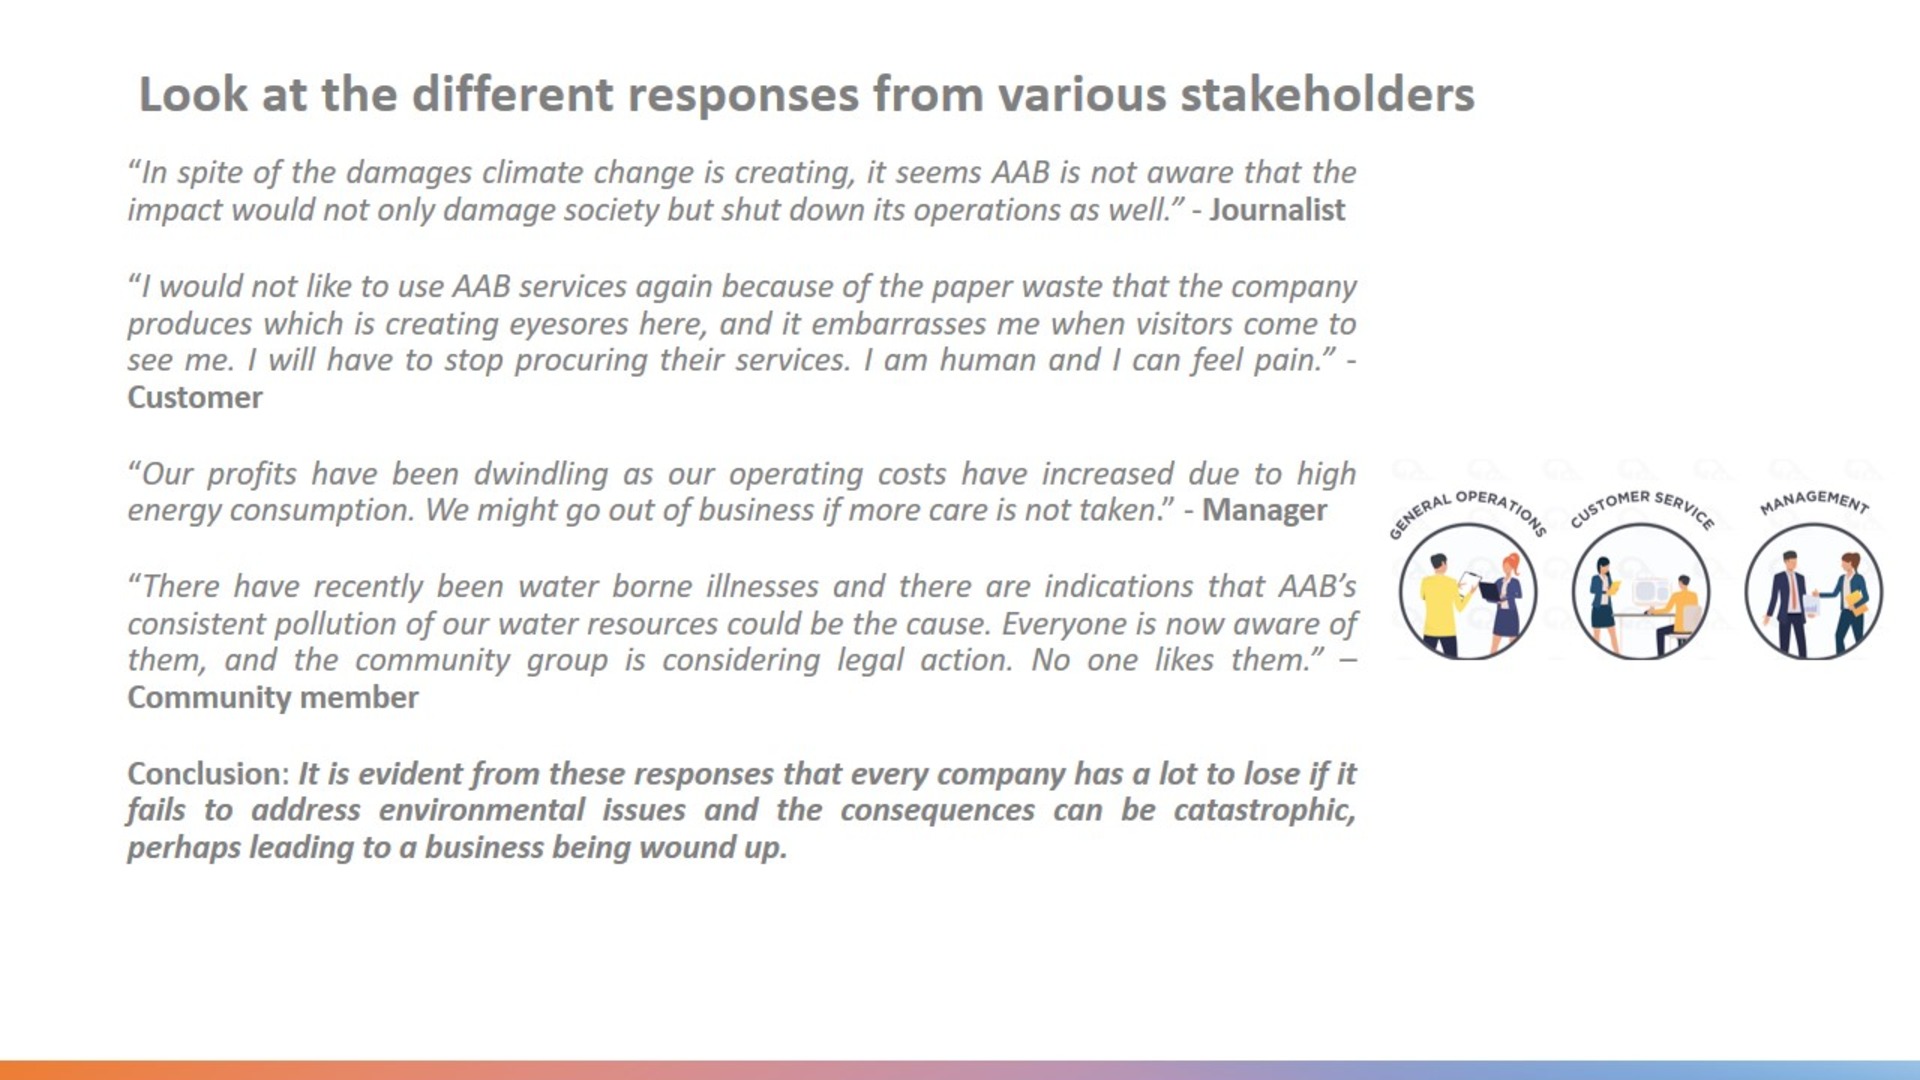 Look at the different responses from various stakeholders
“In spite of the damages climate change is creating, it seems AAB is not aware that the
impact would not only damage society but shut down its operations as well.” - Journalist
“I would not like to use AAB services again because of the paper waste that the company
produces which is creating eyesores here, and it embarrasses me when visitors come to
see me. I will have to stop procuring their services. I am human and I can feel pain.” -
Customer
“Our profits have been dwindling as our operating costs have increased due to high
energy consumption. We might go out of business if more care is not taken.” - Manager
“There have recently been water borne illnesses and there are indications that AAB’s
consistent pollution of our water resources could be the cause. Everyone is now aware of
them, and the community group is considering legal action. No one likes them.” –
Community member
Conclusion: It is evident from these responses that every company has a lot to lose if it
fails to address environmental issues and the consequences can be catastrophic,
perhaps leading to a business being wound up.
GENERAL OPERATIONS
CUSTOMER SERVICE
MANAGEMENT